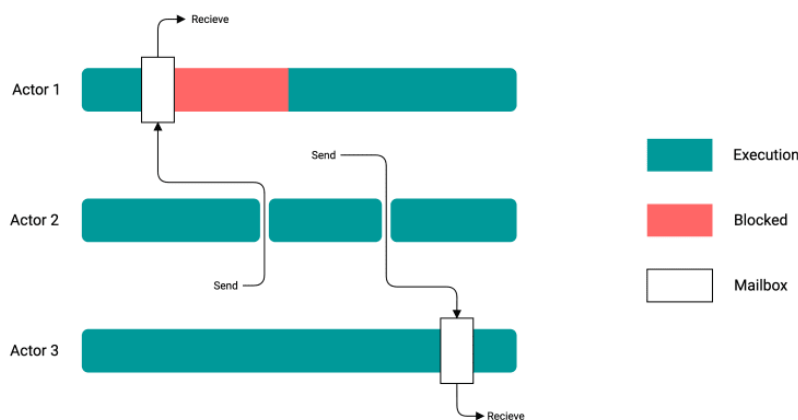 Recieve
Actor 1
Send
Execution
Actor 2
Blocked
Send
Mailbox
Actor 3
Recieve